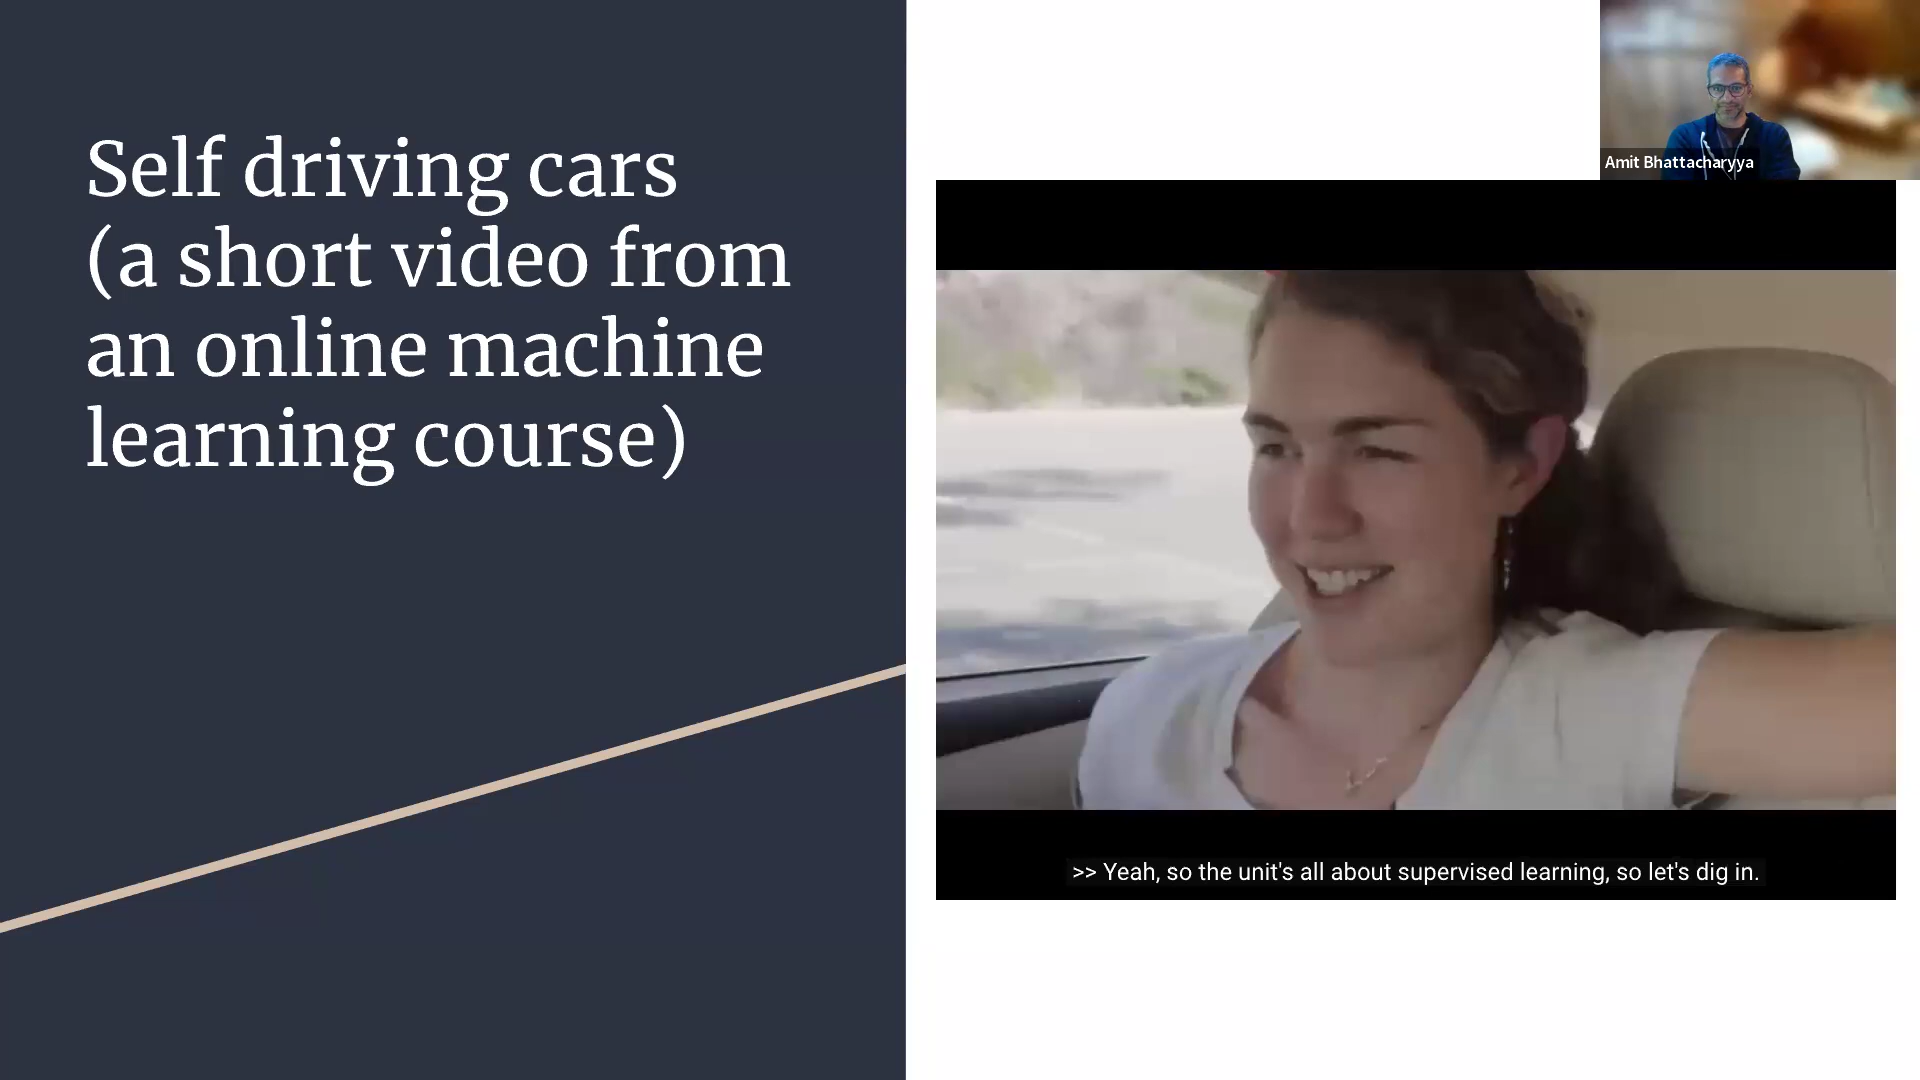 Self driving cars
(a short video from
an online machine
learning course)
Amit Bhattacharyya
>> Yeah, so the unit's all about supervised learning, so let's dig in.